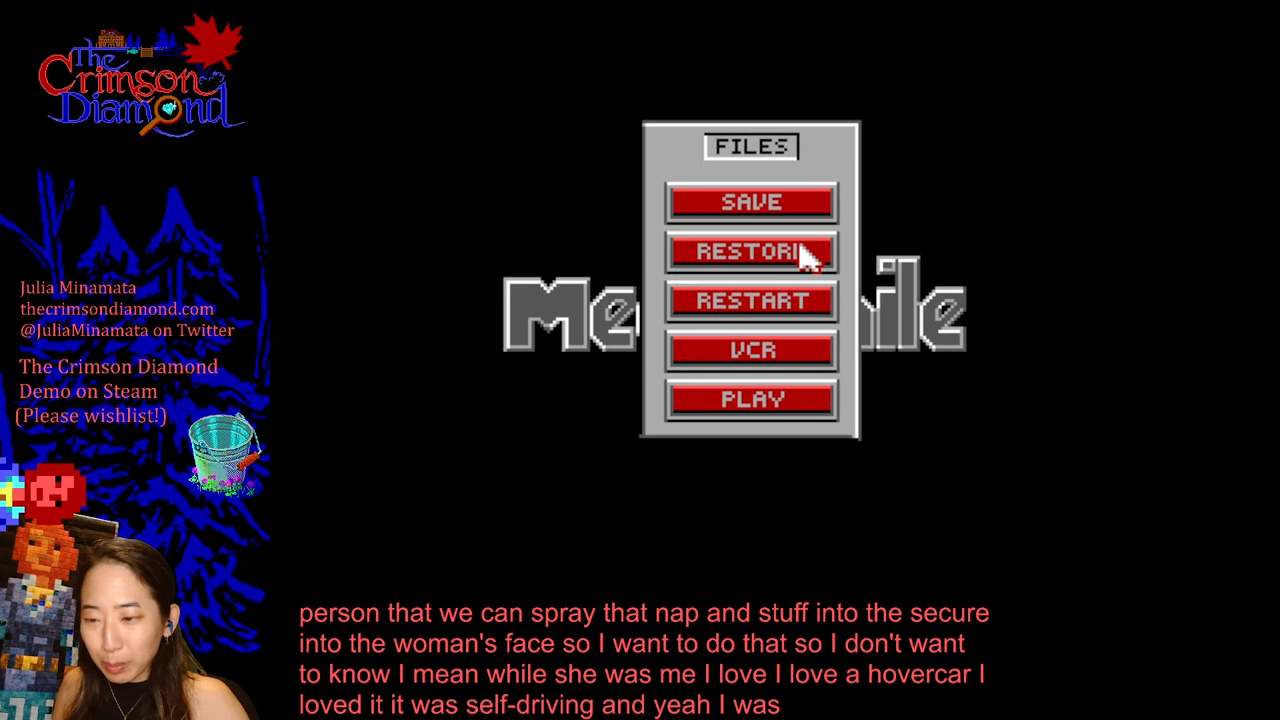 The
Crimson
Diamond
FILES
SAVE
RESTOR
RESTART
VCR
PLAY
Me
ile
Julia Minamata
thecrimsondiamond.com
@JuliaMinamata on Twitter
The Crimson Diamond
Demo on Steam
(Please wishlist!)
person that we can spray that nap and stuff into the secure
into the woman's face so I want to do that so I don't want
to know I mean while she was me I love I love a hovercar I
loved it it was self-driving and yeah I was